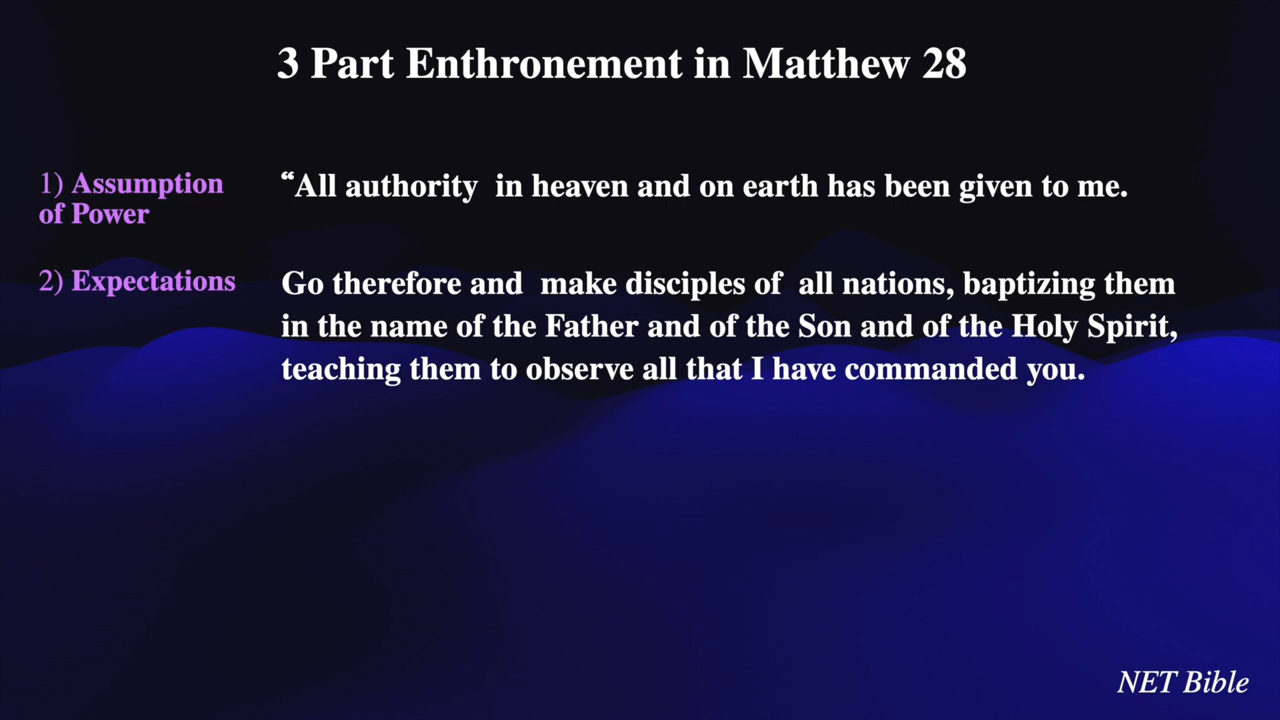 3 Part Enthronement in Matthew 28
1) Assumption
of Power
“All authority in heaven and on earth has been given to me.
2) Expectations
Go therefore and make disciples of all nations, baptizing them
in the name of the Father and of the Son and of the Holy Spirit,
teaching them to observe all that I have commanded you.
NET Bible